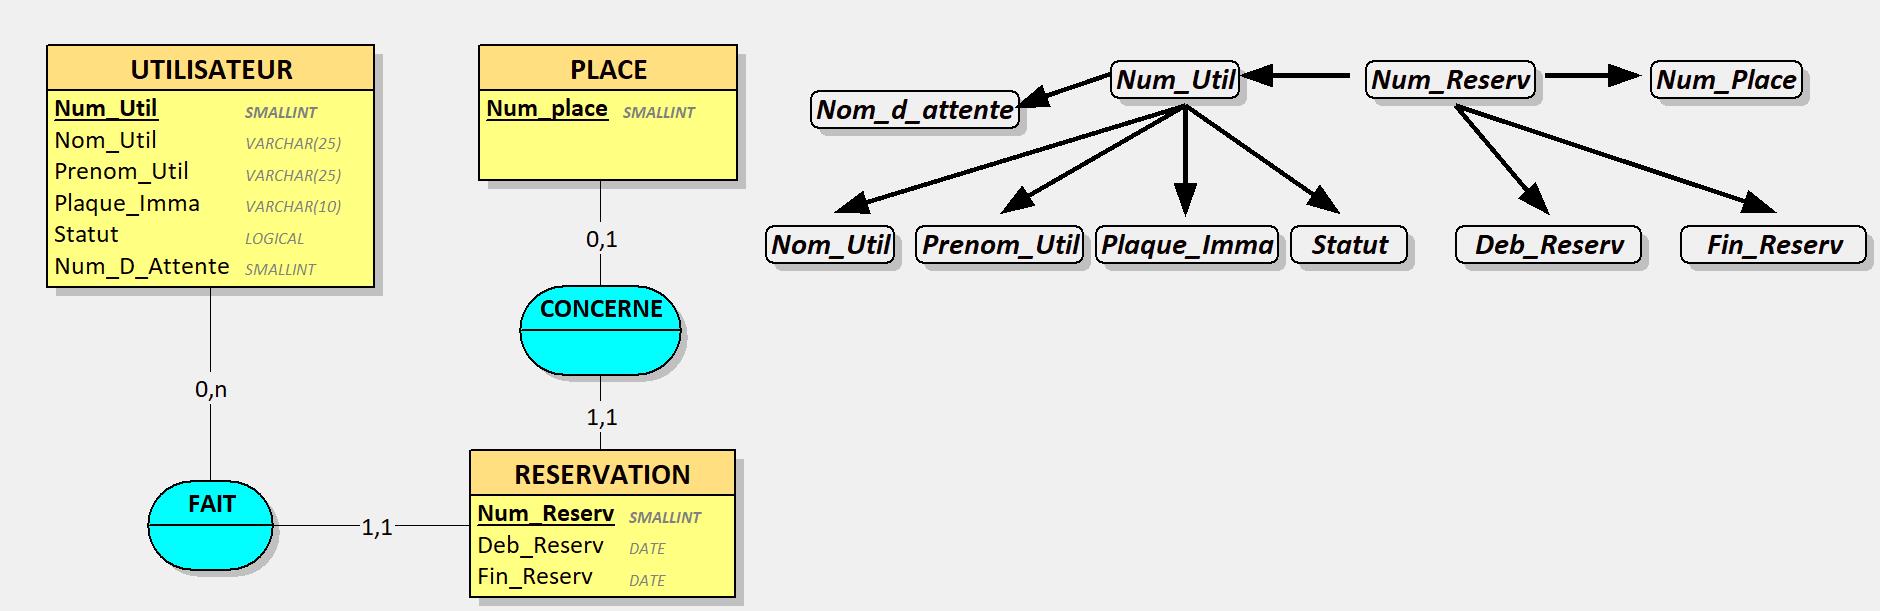 UTILISATEUR
Num_Util SMALLINT
Nom_Util VARCHAR(25)
Prenom_Util VARCHAR(25)
Plaque_Imma VARCHAR(10)
Statut LOGICAL
Num_D_Attente SMALLINT
0,n
FAIT
1,1
PLACE
Num_place SMALLINT
0,1
CONCERNE
1,1
RESERVATION
Num_Reserv SMALLINT
Deb_Reserv DATE
Fin_Reserv DATE
Num_Util Num_Reserv Num_Place
Nom_d_attente
Nom_Util Prenom_Util Plaque_Imma Statut Deb_Reserv Fin_Reserv